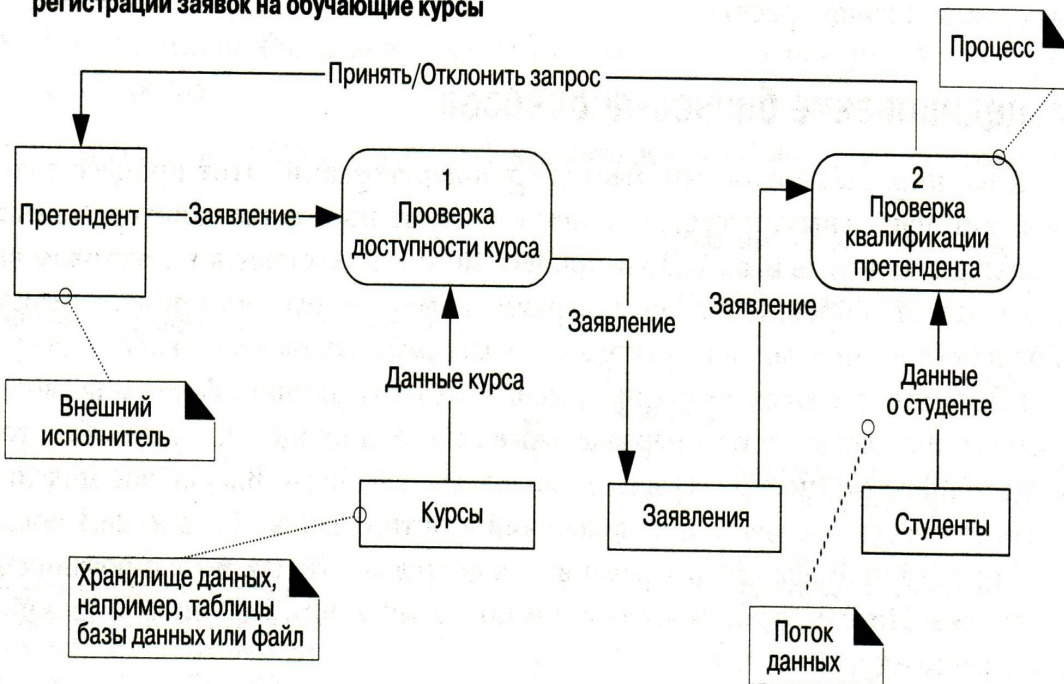 регистрации заявок на обучающие курсы
Процесс
Принять/Отклонить запрос
Претендент
Заявление
1
Проверка
доступности курса
2
Проверка
квалификации
претендента
Заявление
Заявление
Данные курса
Данные
о студенте
Внешний
исполнитель
Курсы
Заявления
Студенты
Хранилище данных,
например, таблицы
базы данных или файл
Поток
данных